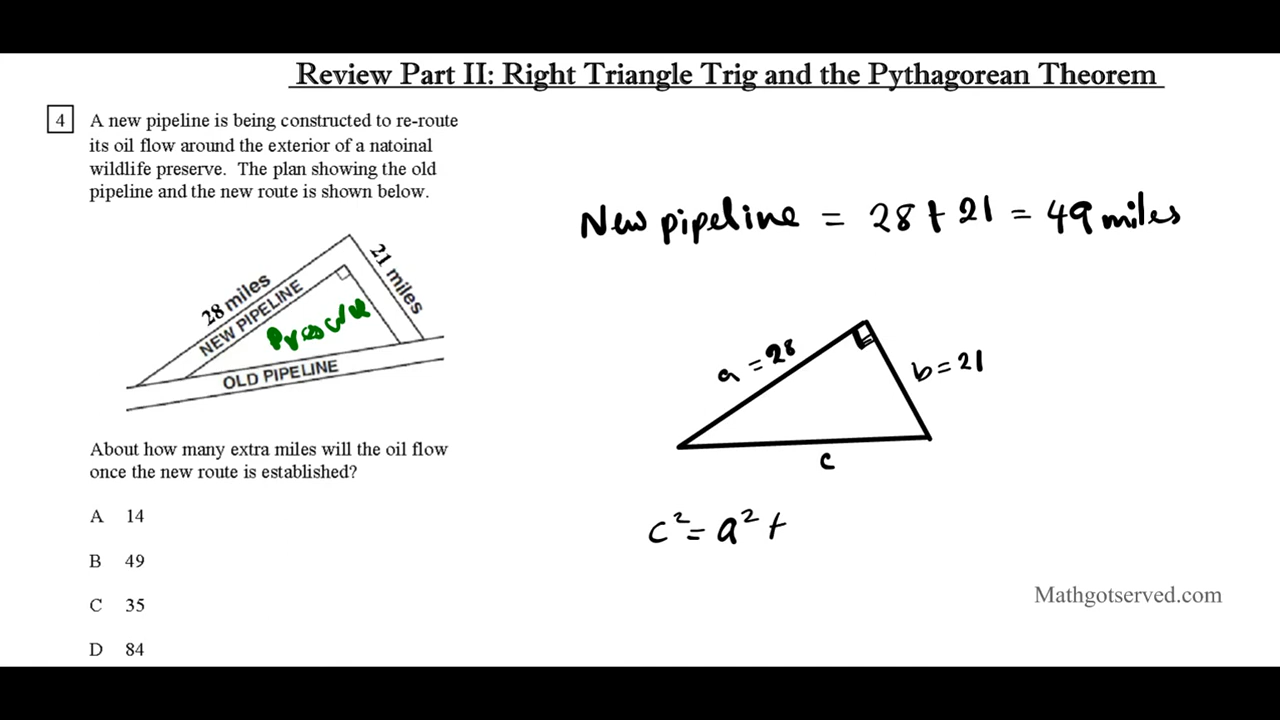 Review Part II: Right Triangle Trig and the Pythagorean Theorem
4 A new pipeline is being constructed to re-route
its oil flow around the exterior of a natoinal
wildlife preserve. The plan showing the old
pipeline and the new route is shown below.
28 miles
21 miles
NEW PIPELINE
Preserve
OLD PIPELINE
About how many extra miles will the oil flow
once the new route is established?
A 14
B 49
C 35
D 84
New pipeline = 28 + 21 = 49 miles
a = 28
b = 21
c
c² = a² +
Mathgotserved.com